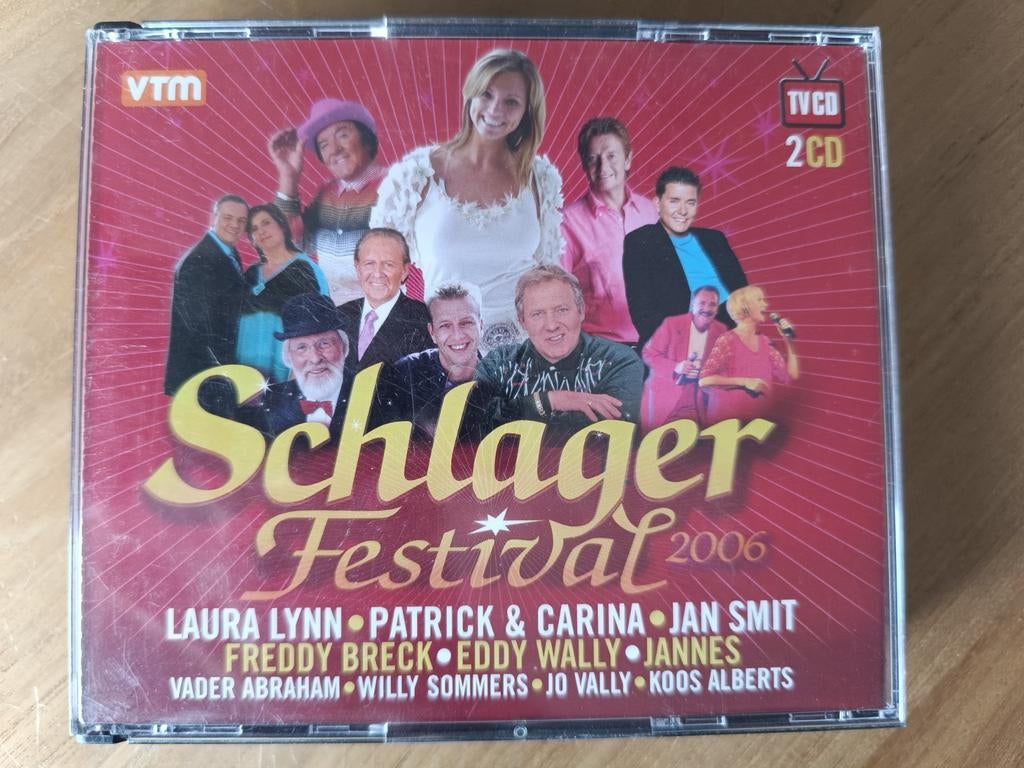 VTM
TV CD
2CD
Schlager
Festival 2006
LAURA LYNN • PATRICK & CARINA • JAN SMIT
FREDDY BRECK • EDDY WALLY • JANNES
VADER ABRAHAM • WILLY SOMMERS • JO VALLY • KOOS ALBERTS